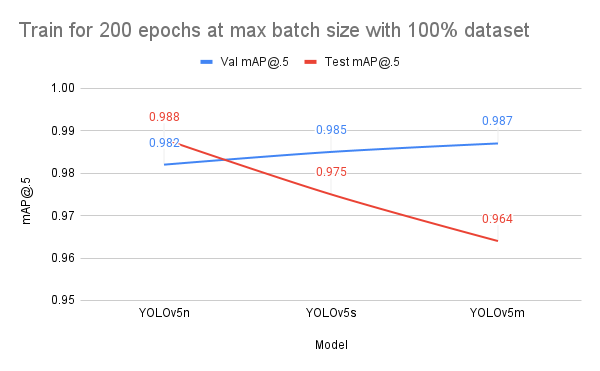 Train for 200 epochs at max batch size with 100% dataset
Val mAP@.5 Test mAP@.5
1.00
0.99
0.98
0.97
0.96
0.95
mAP@.5
0.988
0.982
0.985
0.975
0.987
0.964
YOLOv5n YOLOv5s YOLOv5m
Model